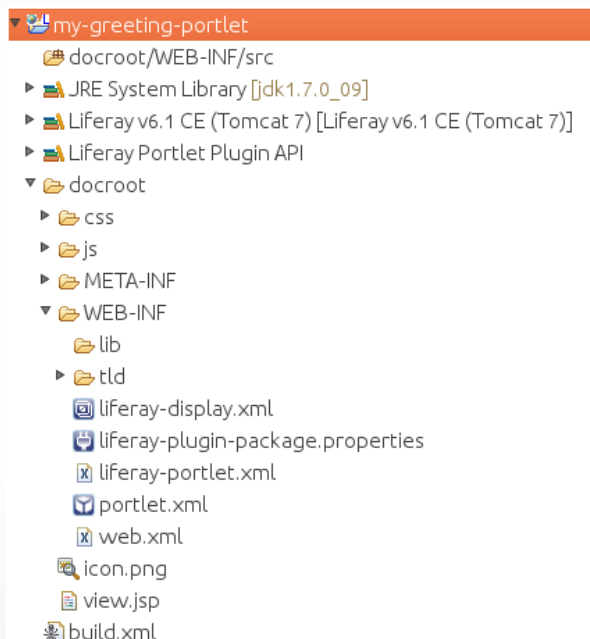 my-greeting-portlet
docroot/WEB-INF/src
JRE System Library [jdk1.7.0_09]
Liferay v6.1 CE (Tomcat 7) [Liferay v6.1 CE (Tomcat 7)]
Liferay Portlet Plugin API
docroot
css
js
META-INF
WEB-INF
lib
tld
liferay-display.xml
liferay-plugin-package.properties
liferay-portlet.xml
portlet.xml
web.xml
icon.png
view.jsp
build.xml